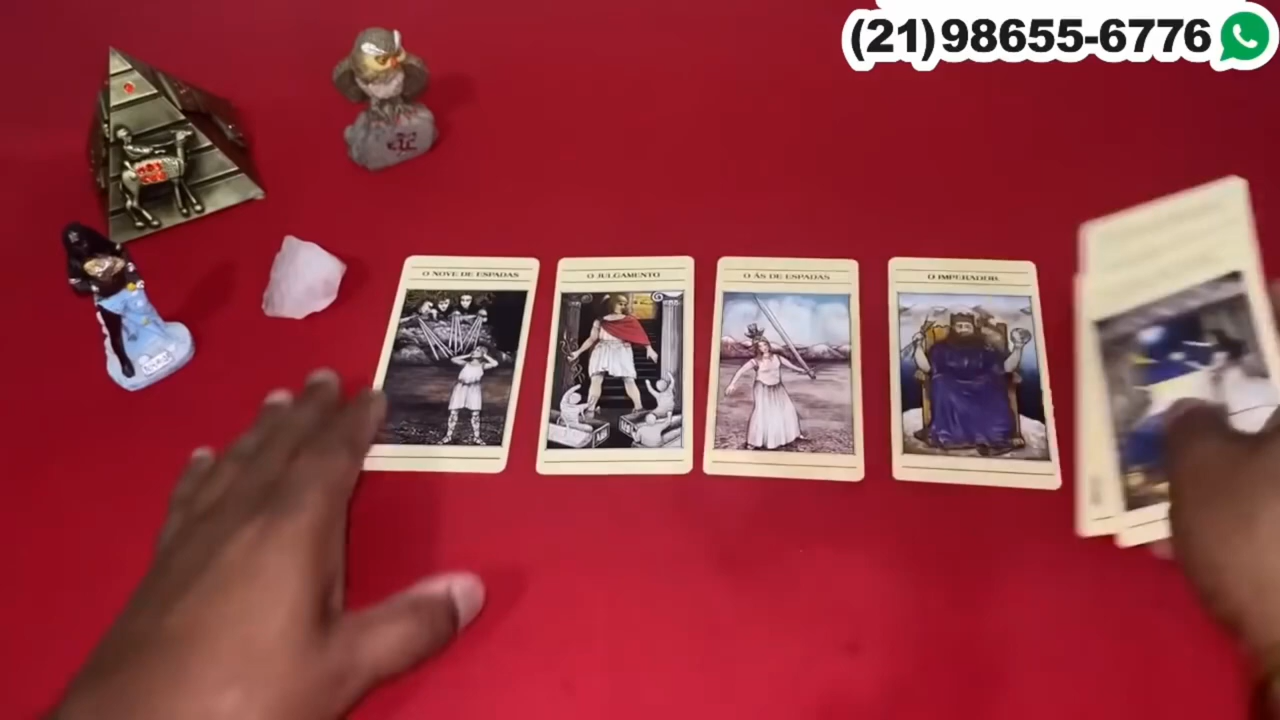 (21)98655-6776
O NOVE DE ESPADAS
O JULGAMENTO
O ÁS DE ESPADAS
O IMPERADOR